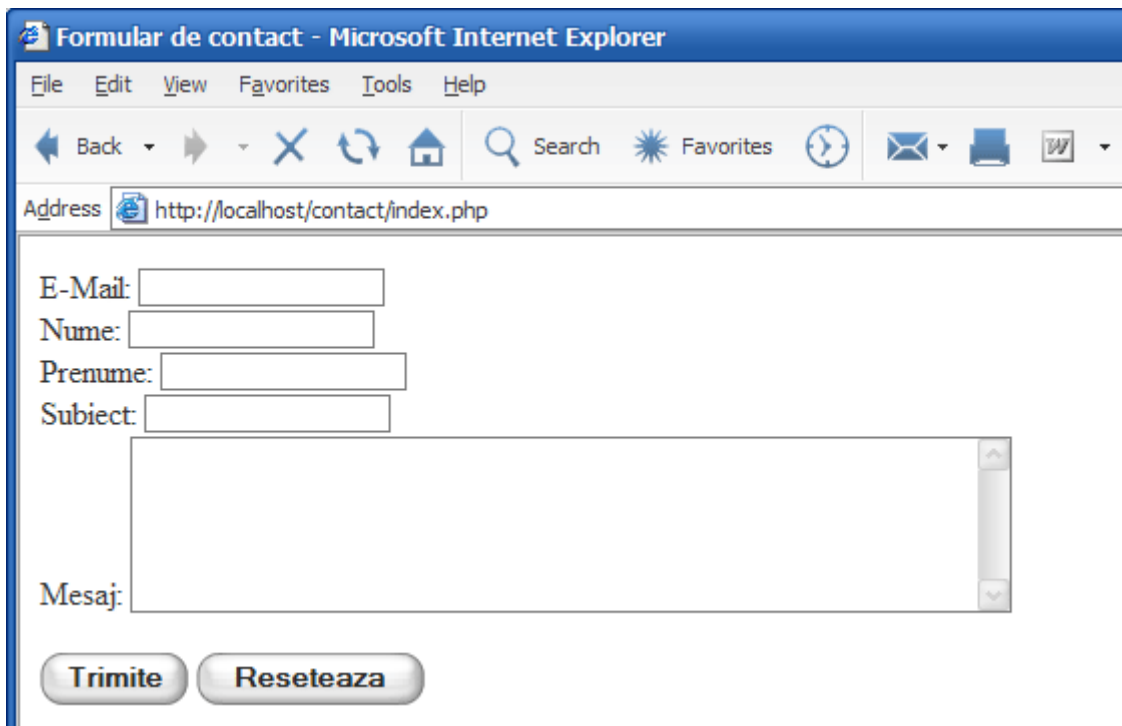 Formular de contact - Microsoft Internet Explorer
File Edit View Favorites Tools Help
Back Search Favorites W
Address http://localhost/contact/index.php
E-Mail:
Nume:
Prenume:
Subiect:
Mesaj:
Trimite Reseteaza